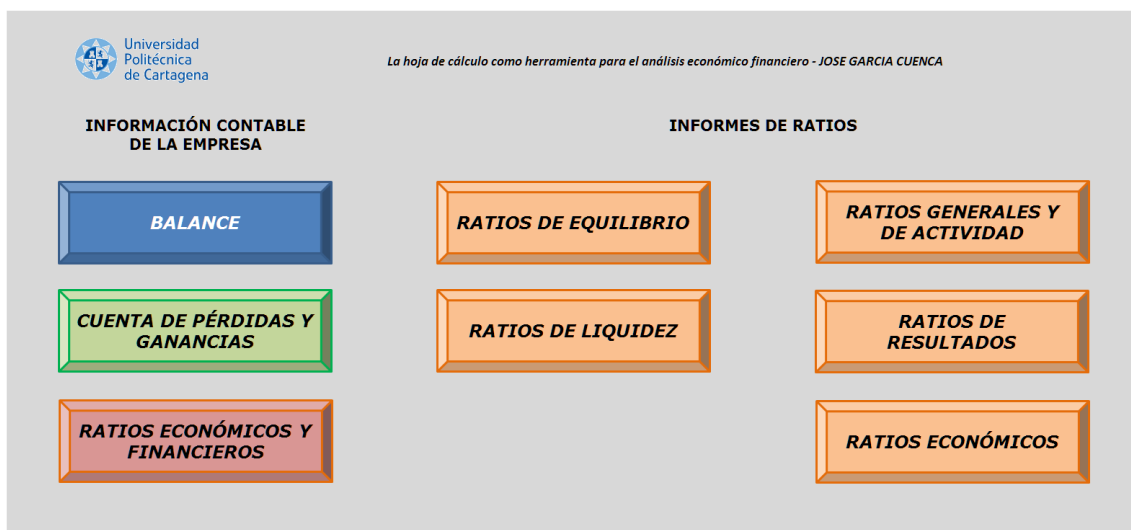 Universidad
Politécnica
de Cartagena
La hoja de cálculo como herramienta para el análisis económico financiero - JOSE GARCIA CUENCA
INFORMACIÓN CONTABLE
DE LA EMPRESA
INFORMES DE RATIOS
BALANCE
RATIOS DE EQUILIBRIO
RATIOS GENERALES Y
DE ACTIVIDAD
CUENTA DE PÉRDIDAS Y
GANANCIAS
RATIOS DE LIQUIDEZ
RATIOS DE
RESULTADOS
RATIOS ECONÓMICOS Y
FINANCIEROS
RATIOS ECONÓMICOS